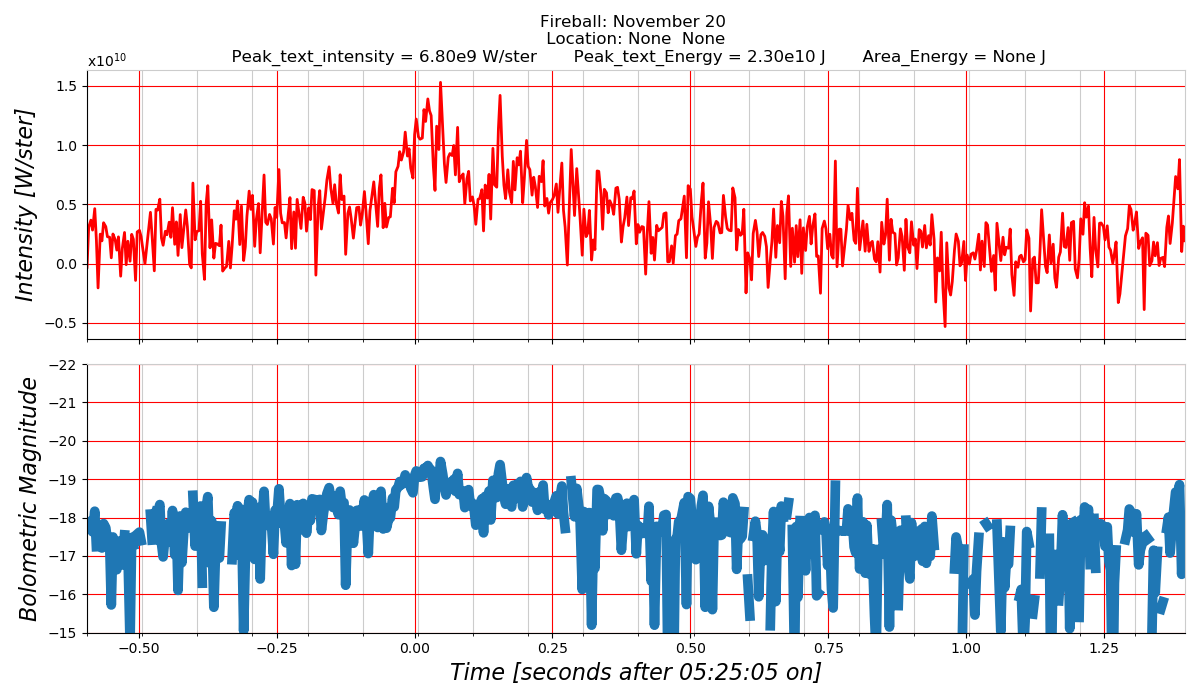 Fireball: November 20
Location: None  None
Peak_text_intensity = 6.80e9 W/ster       Peak_text_Energy = 2.30e10 J       Area_Energy = None J
x10¹⁰
1.5
1.0
0.5
0.0
−0.5
Intensity [W/ster]
−22
−21
−20
−19
−18
−17
−16
−15
Bolometric Magnitude
−0.50 −0.25 0.00 0.25 0.50 0.75 1.00 1.25
Time [seconds after 05:25:05 on]